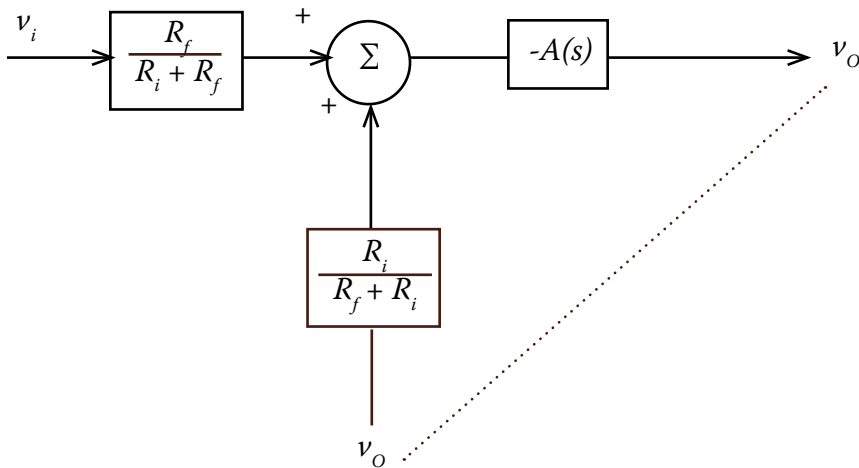 v_i
R_f
R_i + R_f
+
Σ
+
-A(s)
v_O
R_i
R_f + R_i
v_O